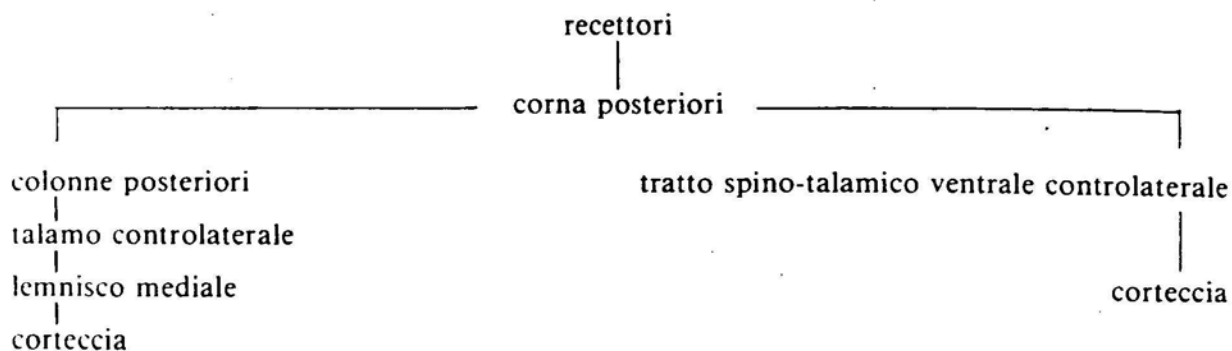 recettori
corna posteriori
colonne posteriori
tratto spino-talamico ventrale controlaterale
talamo controlaterale
lemnisco mediale
corteccia
corteccia